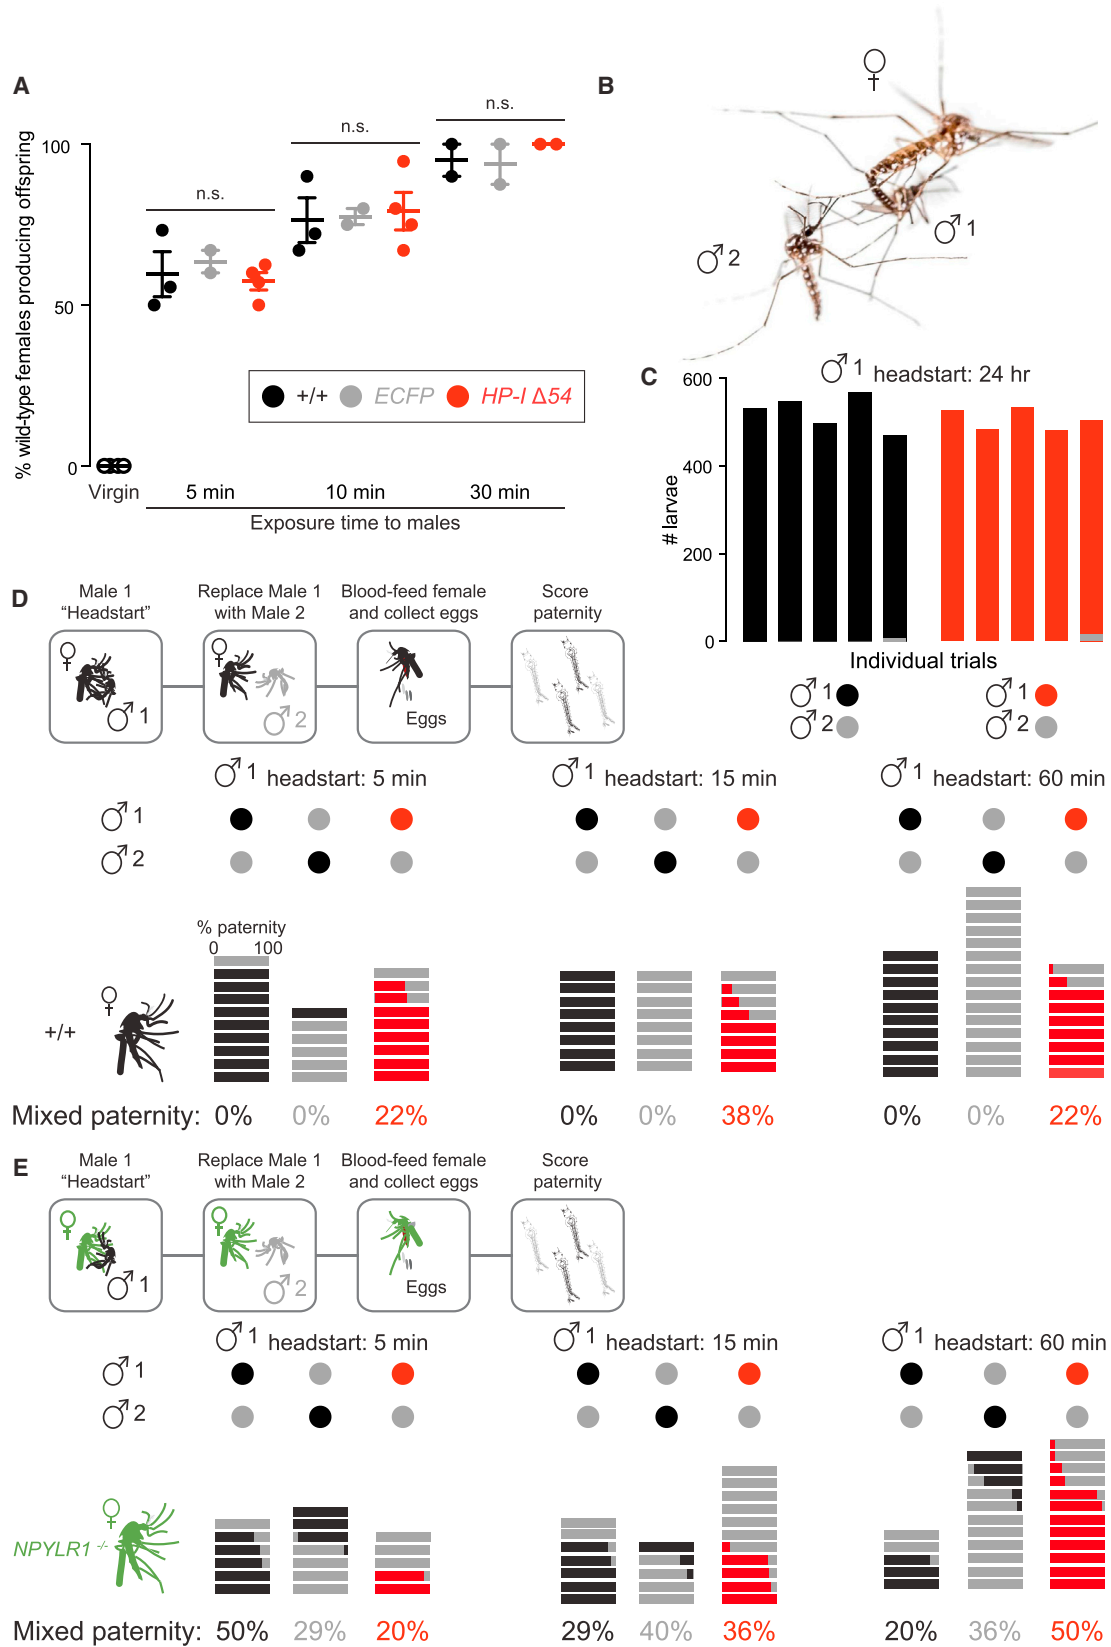 A
% wild-type females producing offspring
100
50
0
n.s.
n.s.
n.s.
+/+ ECFP HP-I Δ54
Virgin 5 min 10 min 30 min
Exposure time to males
B
♀
♂1
♂2
C
♂1 headstart: 24 hr
# larvae
600
400
200
0
Individual trials
♂1 ♂1
♂2 ♂2
D
Male 1 "Headstart"
Replace Male 1 with Male 2
Blood-feed female and collect eggs
Score paternity
♀ ♂1
♀ ♂2
Eggs
♂1 headstart: 5 min ♂1 headstart: 15 min ♂1 headstart: 60 min
♂1
♂2
% paternity
0 100
+/+ ♀
Mixed paternity: 0% 0% 22% 0% 0% 38% 0% 0% 22%
E
Male 1 "Headstart"
Replace Male 1 with Male 2
Blood-feed female and collect eggs
Score paternity
♀ ♂1
♀ ♂2
Eggs
♂1 headstart: 5 min ♂1 headstart: 15 min ♂1 headstart: 60 min
♂1
♂2
♀
NPYLR1 -/-
Mixed paternity: 50% 29% 20% 29% 40% 36% 20% 36% 50%